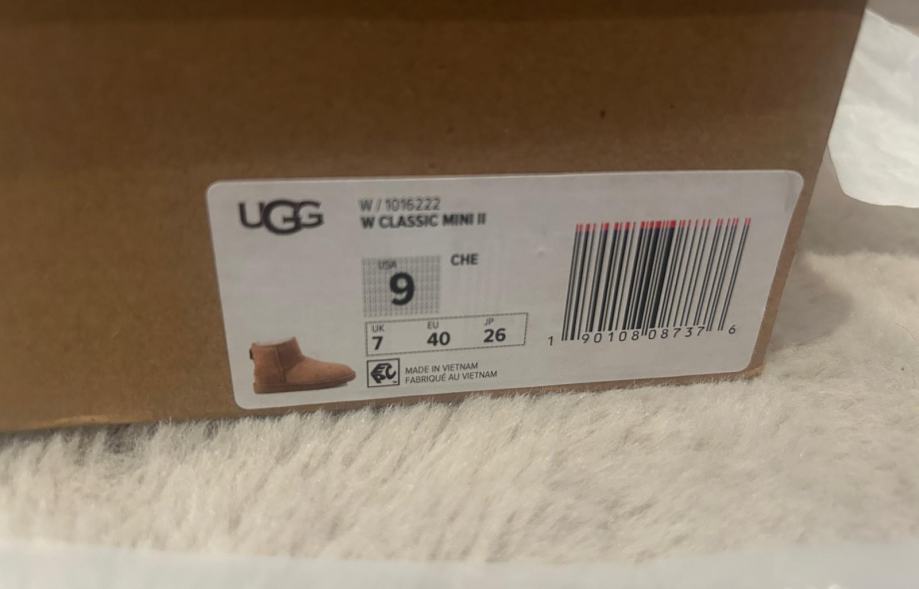 UGG
W / 1016222
W CLASSIC MINI II
USA
9
CHE
UK EU JP
7 40 26
MADE IN VIETNAM
FABRIQUÉ AU VIETNAM
1 90108 08737 6